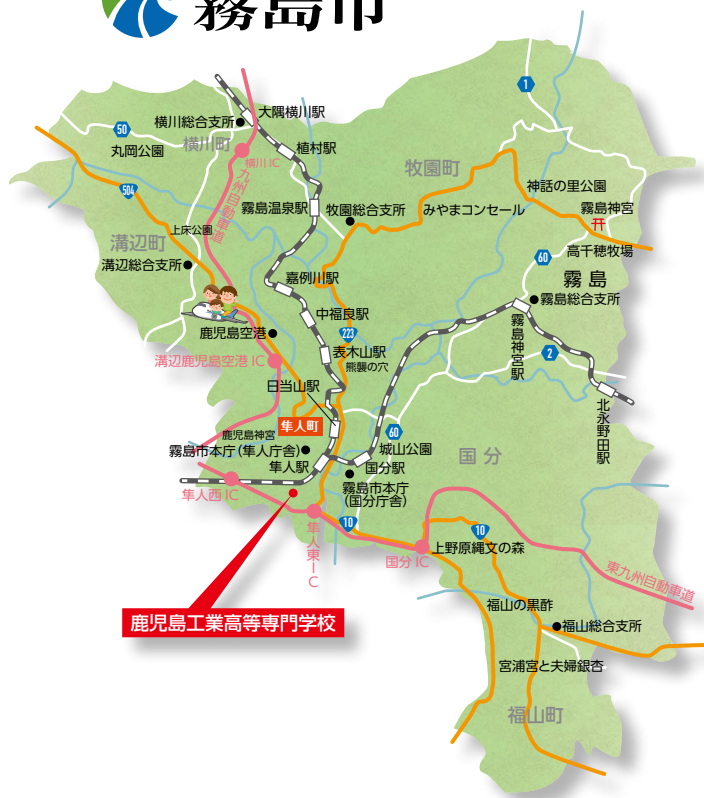 霧島市
1
大隅横川駅
横川総合支所
50
横川町
植村駅
丸岡公園
横川IC
牧園町
九州自動車道
504
神話の里公園
霧島温泉駅
牧園総合支所
みやまコンセール
霧島神宮
上床公園
溝辺町
高千穂牧場
溝辺総合支所
60
嘉例川駅
霧島
霧島総合支所
中福良駅
鹿児島空港
223
霧島神宮駅
表木山駅
2
溝辺鹿児島空港IC
熊襲の穴
日当山駅
北永野田駅
隼人町
鹿児島神宮
60
霧島市本庁(隼人庁舎)
城山公園
国分
隼人駅
国分駅
霧島市本庁
(国分庁舎)
隼人西IC
隼人東IC
10
10
上野原縄文の森
国分IC
東九州自動車道
福山の黒酢
鹿児島工業高等専門学校
福山総合支所
宮浦宮と夫婦銀杏
福山町